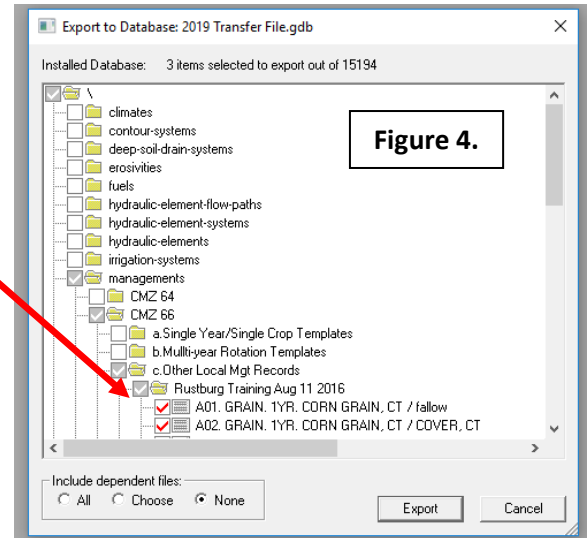 Export to Database: 2019 Transfer File.gdb
Installed Database: 3 items selected to export out of 15194
\
climates
contour-systems
deep-soil-drain-systems
erosivities
fuels
hydraulic-element-flow-paths
hydraulic-element-systems
hydraulic-elements
irrigation-systems
managements
CMZ 64
CMZ 66
a.Single Year/Single Crop Templates
b.Mullti-year Rotation Templates
c.Other Local Mgt Records
Rustburg Training Aug 11 2016
A01. GRAIN. 1YR. CORN GRAIN, CT / fallow
A02. GRAIN. 1YR. CORN GRAIN, CT / COVER, CT
Figure 4.
Include dependent files:
All Choose None
Export Cancel